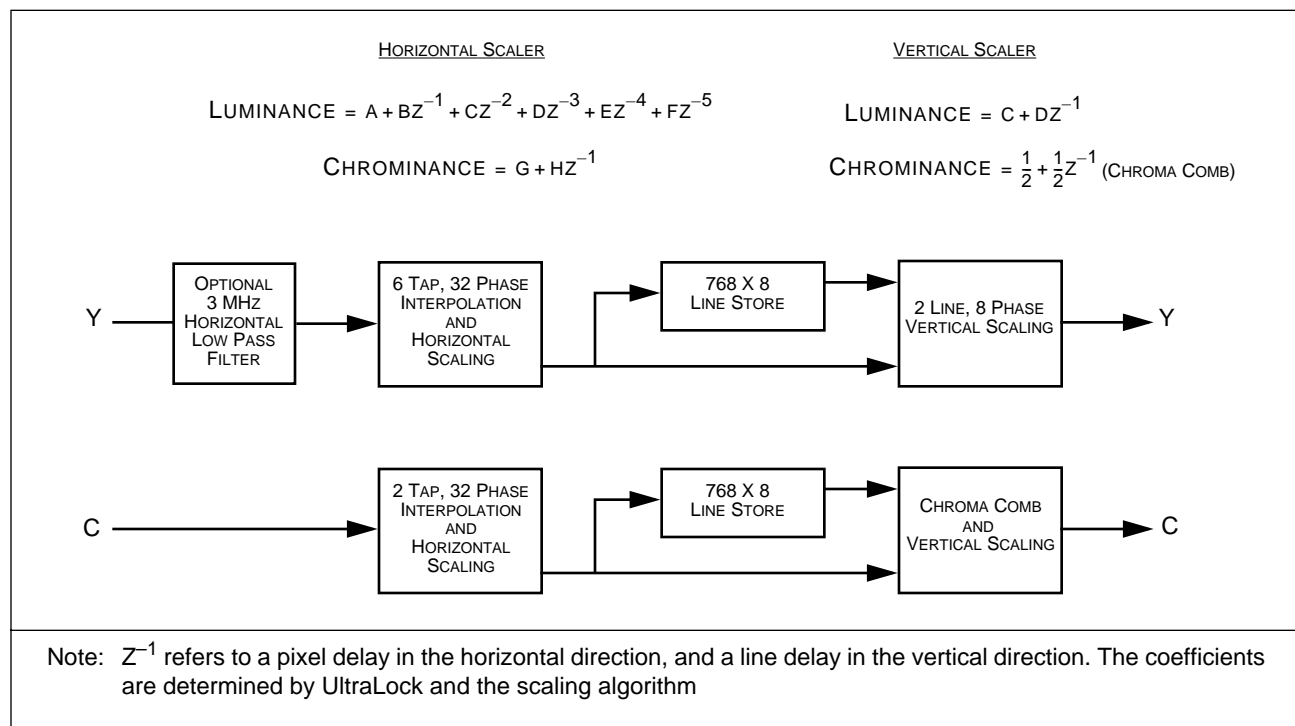 HORIZONTAL SCALER
VERTICAL SCALER
LUMINANCE = A + BZ⁻¹ + CZ⁻² + DZ⁻³ + EZ⁻⁴ + FZ⁻⁵
LUMINANCE = C + DZ⁻¹
CHROMINANCE = G + HZ⁻¹
CHROMINANCE = 1/2 + 1/2 Z⁻¹ (CHROMA COMB)
Y
OPTIONAL
3 MHZ
HORIZONTAL
LOW PASS
FILTER
6 TAP, 32 PHASE
INTERPOLATION
AND
HORIZONTAL
SCALING
768 X 8
LINE STORE
2 LINE, 8 PHASE
VERTICAL SCALING
Y
C
2 TAP, 32 PHASE
INTERPOLATION
AND
HORIZONTAL
SCALING
768 X 8
LINE STORE
CHROMA COMB
AND
VERTICAL SCALING
C
Note: Z⁻¹ refers to a pixel delay in the horizontal direction, and a line delay in the vertical direction. The coefficients
are determined by UltraLock and the scaling algorithm